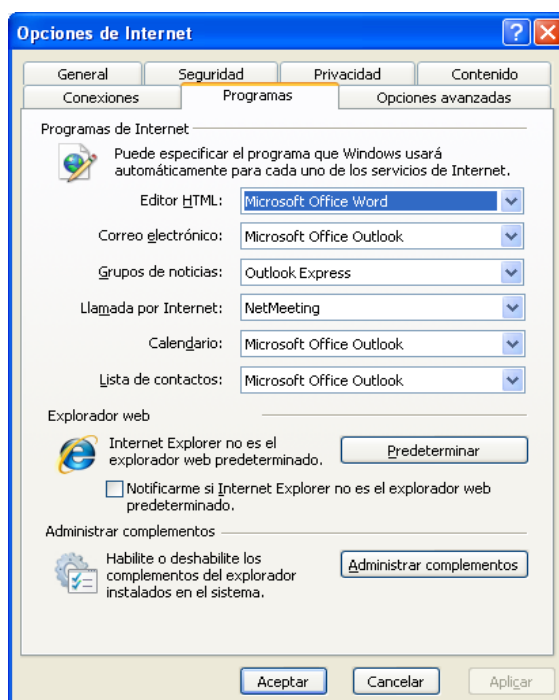 Opciones de Internet
General Seguridad Privacidad Contenido
Conexiones Programas Opciones avanzadas
Programas de Internet
Puede especificar el programa que Windows usará
automáticamente para cada uno de los servicios de Internet.
Editor HTML: Microsoft Office Word
Correo electrónico: Microsoft Office Outlook
Grupos de noticias: Outlook Express
Llamada por Internet: NetMeeting
Calendario: Microsoft Office Outlook
Lista de contactos: Microsoft Office Outlook
Explorador web
Internet Explorer no es el
explorador web predeterminado.
Predeterminar
Notificarme si Internet Explorer no es el explorador web
predeterminado.
Administrar complementos
Habilite o deshabilite los
complementos del explorador
instalados en el sistema.
Administrar complementos
Aceptar Cancelar Aplicar